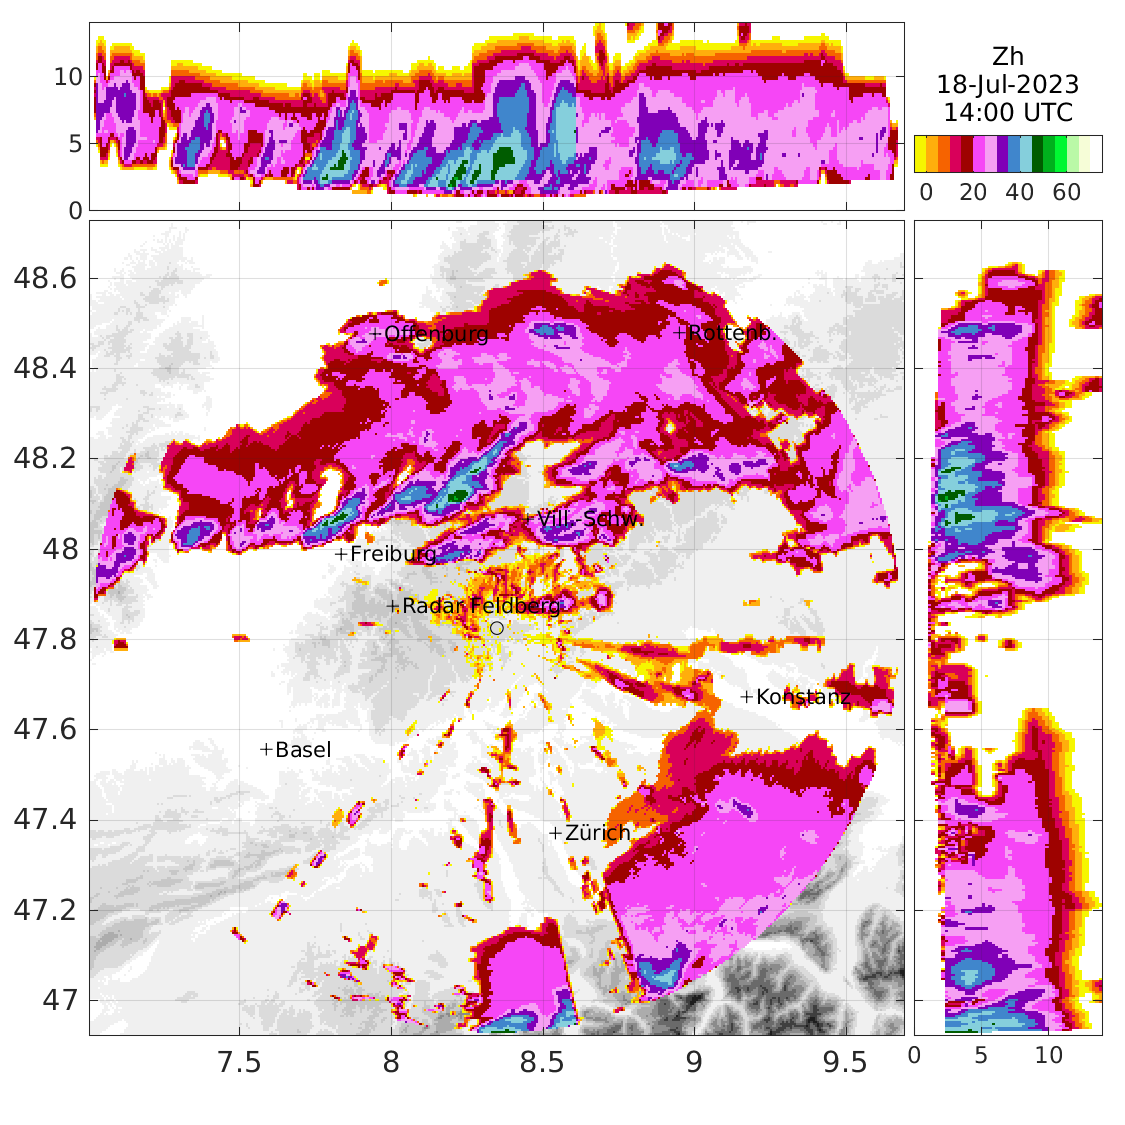 10
5
0
Zh
18-Jul-2023
14:00 UTC
0 20 40 60
48.6
48.4
48.2
48
47.8
47.6
47.4
47.2
47
+Offenburg
+Rottenb.
+Vill.-Schw.
+Freiburg
+Radar Feldberg
+Konstanz
+Basel
+Zürich
7.5 8 8.5 9 9.5
0 5 10